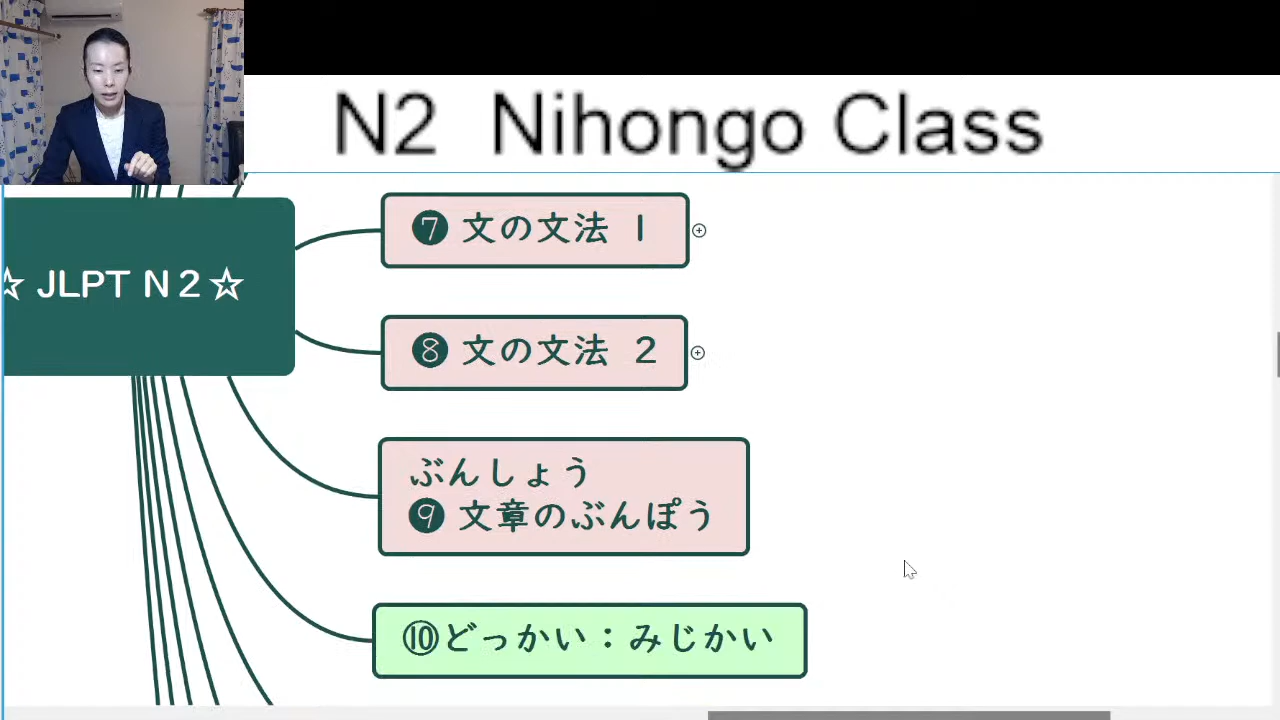 N2 Nihongo Class
❼ 文の文法 1
☆ JLPT N2☆
❽ 文の文法 2
ぶんしょう
❾ 文章のぶんぽう
⑩どっかい：みじかい